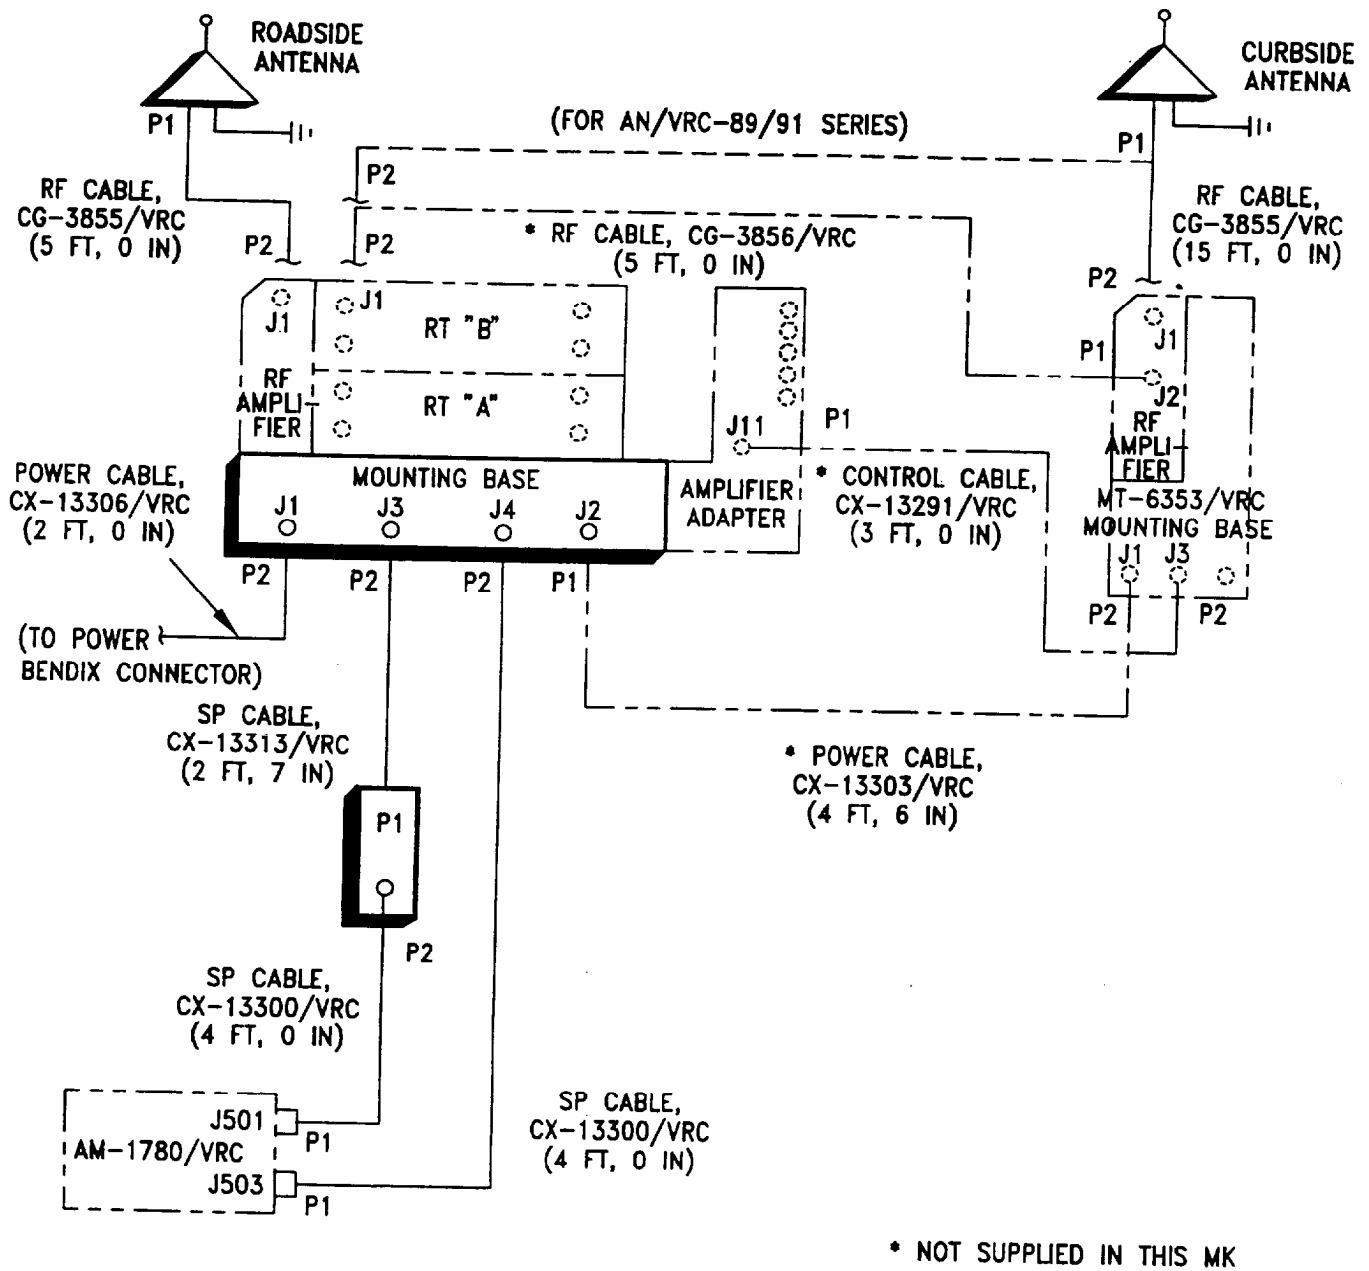 ROADSIDE
ANTENNA
CURBSIDE
ANTENNA
P1
(FOR AN/VRC-89/91 SERIES)
P1
P2
RF CABLE,
CG-3855/VRC
(5 FT, 0 IN)
RF CABLE,
CG-3855/VRC
(15 FT, 0 IN)
P2
P2
* RF CABLE, CG-3856/VRC
(5 FT, 0 IN)
P2
J1
J1
RT "B"
J1
P1
J2
RF
AMPLI-
FIER
RT "A"
J11
P1
RF
AMPLI-
FIER
POWER CABLE,
CX-13306/VRC
(2 FT, 0 IN)
MOUNTING BASE
J1
J3
J4
J2
AMPLIFIER
ADAPTER
* CONTROL CABLE,
CX-13291/VRC
(3 FT, 0 IN)
MT-6353/VRC
MOUNTING BASE
J1
J3
P2
P2
P2
P1
P2
P2
(TO POWER
BENDIX CONNECTOR)
SP CABLE,
CX-13313/VRC
(2 FT, 7 IN)
* POWER CABLE,
CX-13303/VRC
(4 FT, 6 IN)
P1
P2
SP CABLE,
CX-13300/VRC
(4 FT, 0 IN)
SP CABLE,
CX-13300/VRC
(4 FT, 0 IN)
J501
P1
AM-1780/VRC
J503
P1
* NOT SUPPLIED IN THIS MK